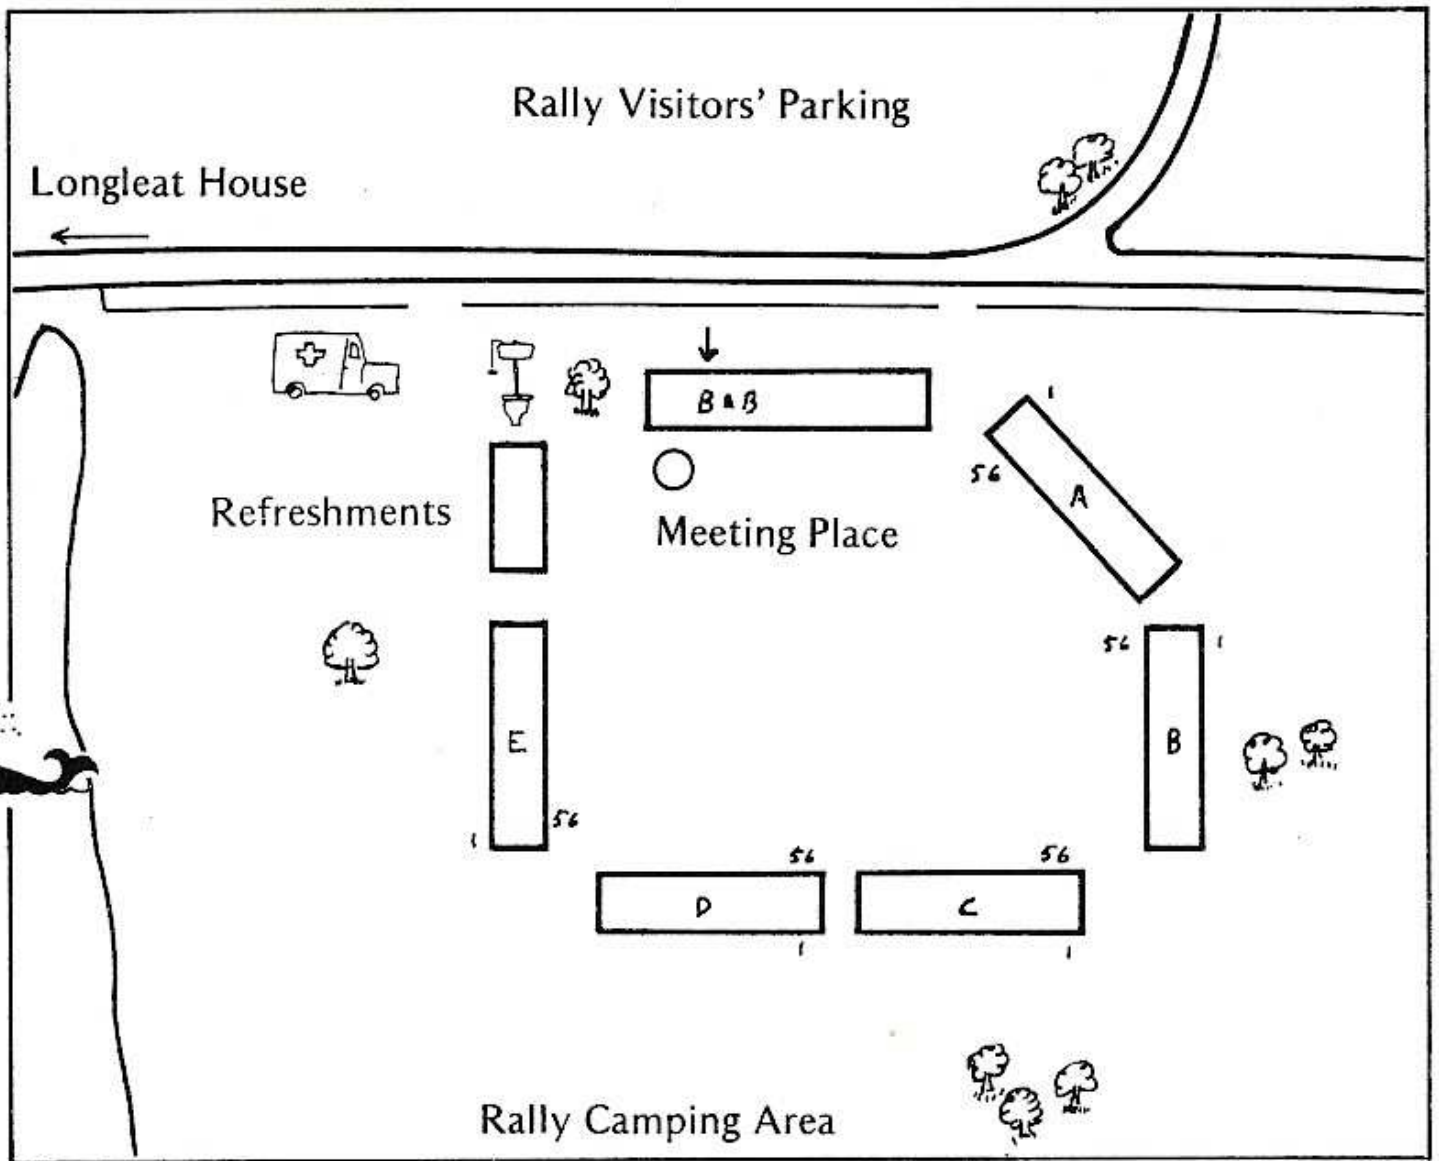 Rally Visitors' Parking
Longleat House
B & B
1
56
A
Refreshments
Meeting Place
56
1
B
E
56
1
56
56
D
C
1
1
Rally Camping Area